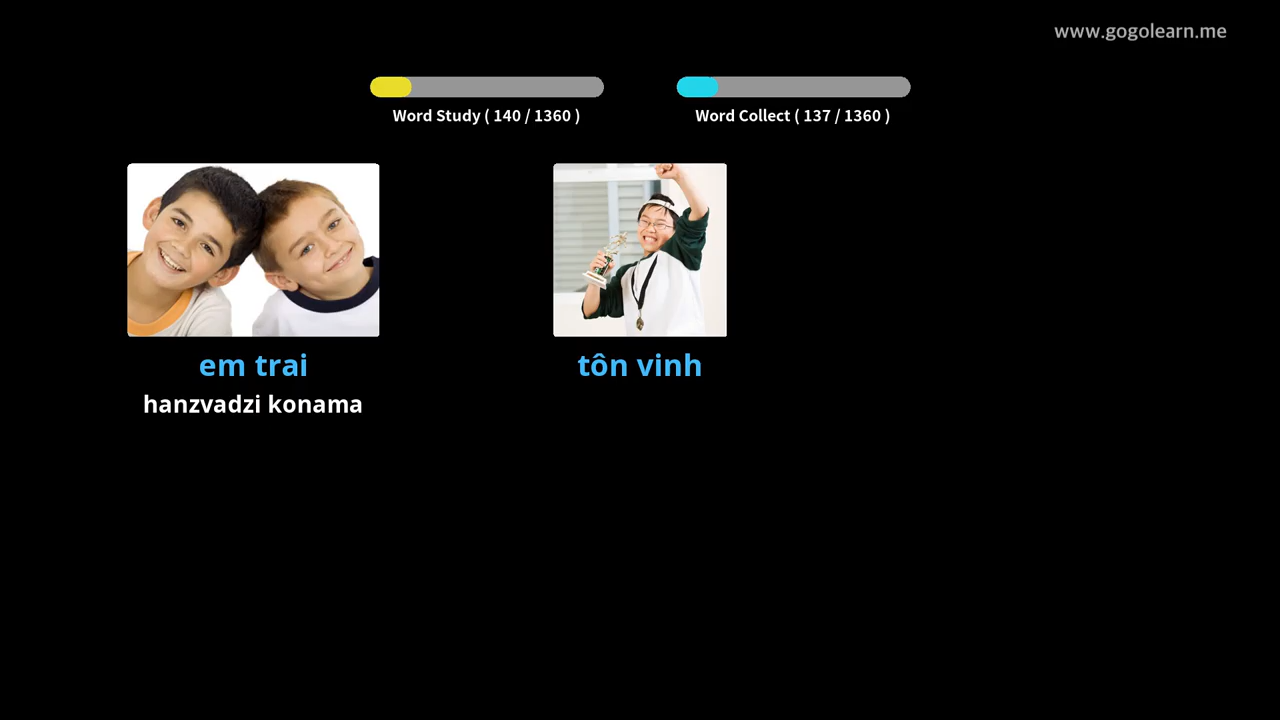 www.gogolearn.me
Word Study ( 140 / 1360 )
Word Collect ( 137 / 1360 )
em trai
tôn vinh
hanzvadzi konama